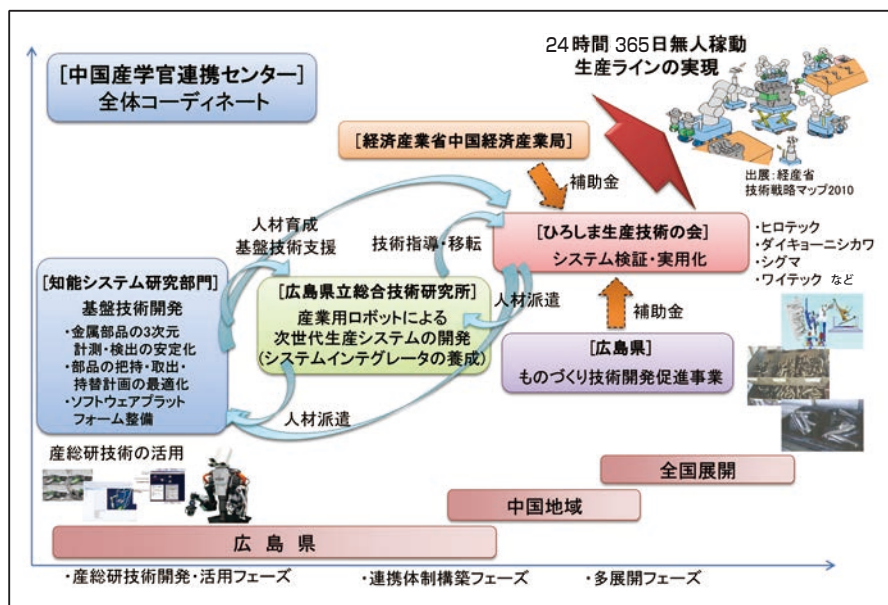 24時間 365日無人稼動
生産ラインの実現
[中国産学官連携センター]
全体コーディネート
[経済産業省中国経済産業局]
補助金
出展：経産省
技術戦略マップ2010
人材育成
基盤技術支援
技術指導・移転
[ひろしま生産技術の会]
システム検証・実用化
・ヒロテック
・ダイキョーニシカワ
・シグマ
・ワイテック など
[知能システム研究部門]
基盤技術開発
・金属部品の3次元
計測・検出の安定化
・部品の把持・取出・
持替計画の最適化
・ソフトウェアプラット
フォーム整備
[広島県立総合技術研究所]
産業用ロボットによる
次世代生産システムの開発
(システムインテグレータの養成)
人材派遣
補助金
[広島県]
ものづくり技術開発促進事業
人材派遣
産総研技術の活用
全国展開
中国地域
広島県
・産総研技術開発・活用フェーズ
・連携体制構築フェーズ
・多展開フェーズ